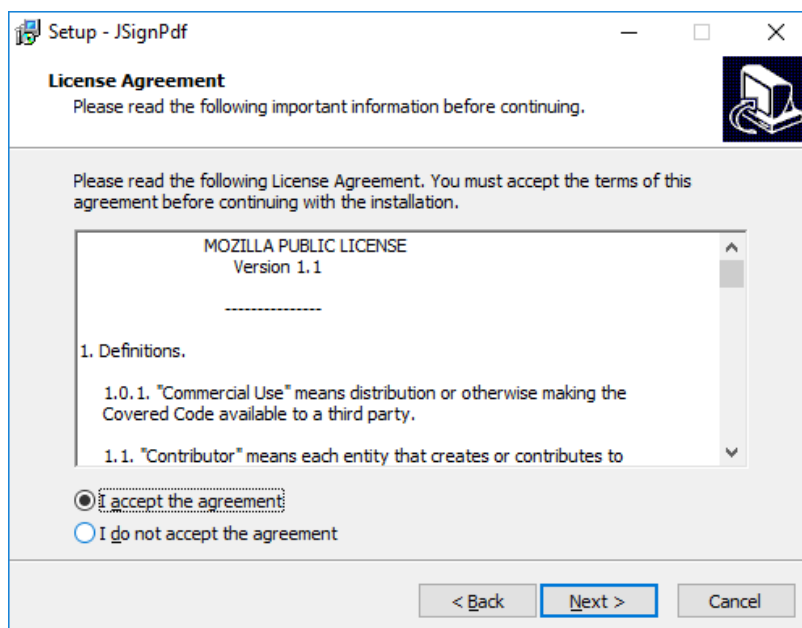 Setup - JSignPdf
License Agreement
Please read the following important information before continuing.
Please read the following License Agreement. You must accept the terms of this
agreement before continuing with the installation.
MOZILLA PUBLIC LICENSE
Version 1.1
---------------
1. Definitions.
1.0.1. "Commercial Use" means distribution or otherwise making the
Covered Code available to a third party.
1.1. "Contributor" means each entity that creates or contributes to
I accept the agreement
I do not accept the agreement
< Back
Next >
Cancel